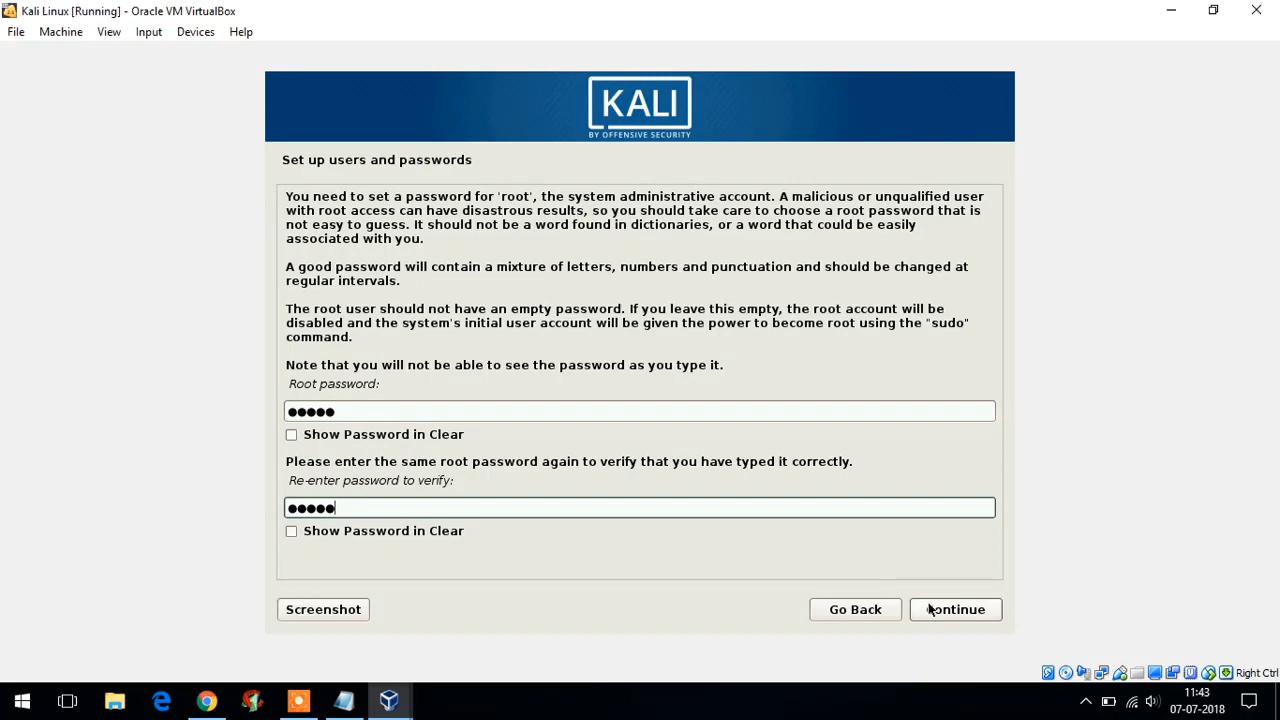 Kali Linux [Running] - Oracle VM VirtualBox
File Machine View Input Devices Help
KALI
BY OFFENSIVE SECURITY
Set up users and passwords
You need to set a password for 'root', the system administrative account. A malicious or unqualified user
with root access can have disastrous results, so you should take care to choose a root password that is
not easy to guess. It should not be a word found in dictionaries, or a word that could be easily
associated with you.
A good password will contain a mixture of letters, numbers and punctuation and should be changed at
regular intervals.
The root user should not have an empty password. If you leave this empty, the root account will be
disabled and the system's initial user account will be given the power to become root using the "sudo"
command.
Note that you will not be able to see the password as you type it.
Root password:
●●●●●
Show Password in Clear
Please enter the same root password again to verify that you have typed it correctly.
Re-enter password to verify:
●●●●●
Show Password in Clear
Screenshot Go Back Continue
Right Ctrl
11:43
07-07-2018